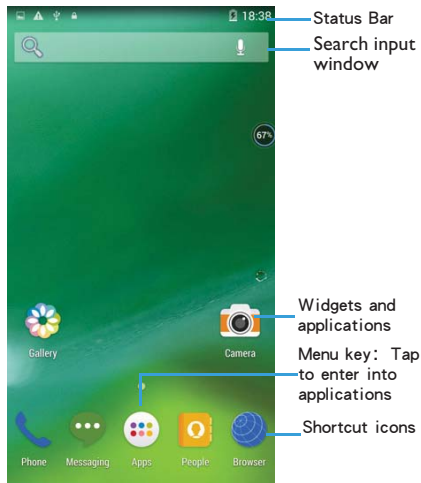 18:38
Status Bar
Search input
window
67%
Widgets and
applications
Gallery
Camera
Menu key: Tap
to enter into
applications
Shortcut icons
Phone
Messaging
Apps
People
Browser